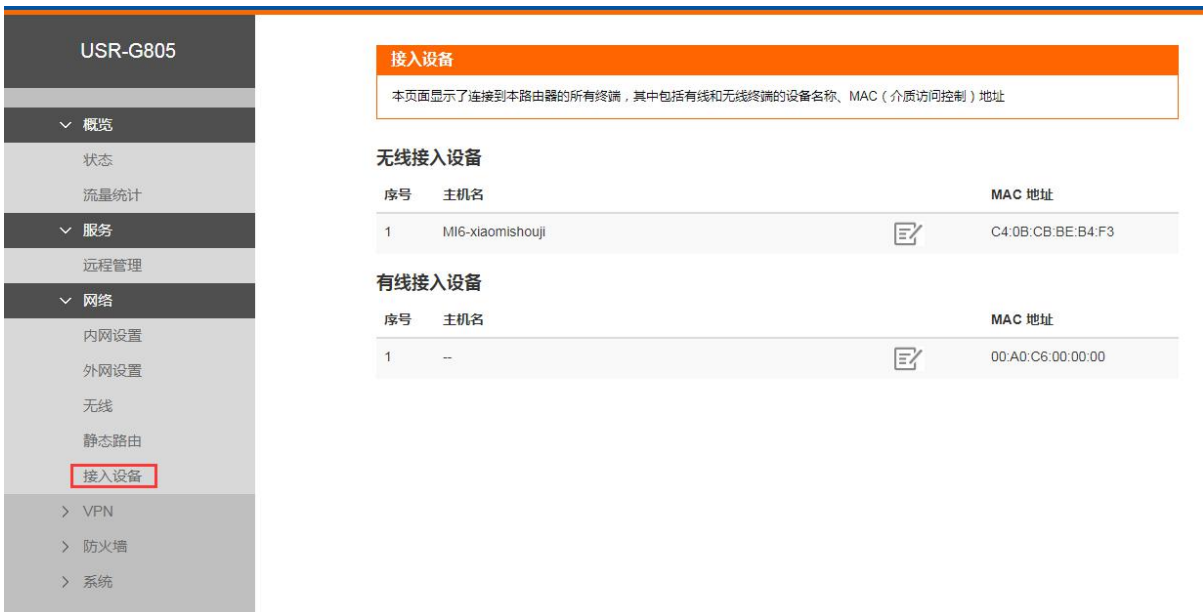 USR-G805
概览
状态
流量统计
服务
远程管理
网络
内网设置
外网设置
无线
静态路由
接入设备
VPN
防火墙
系统
接入设备
本页面显示了连接到本路由器的所有终端，其中包括有线和无线终端的设备名称、MAC（介质访问控制）地址
无线接入设备
序号 主机名 MAC 地址
1 MI6-xiaomishouji C4:0B:CB:BE:B4:F3
有线接入设备
序号 主机名 MAC 地址
1 -- 00:A0:C6:00:00:00